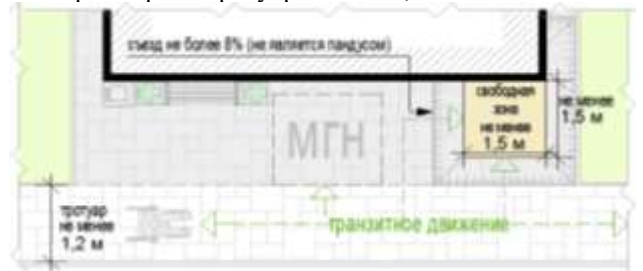 съезд не более 8% (не является пандусом)
свободная
зона
не менее
1,5 м
не менее
1,5 м
МГН
тротуар
не менее
1,2 м
транзитное движение